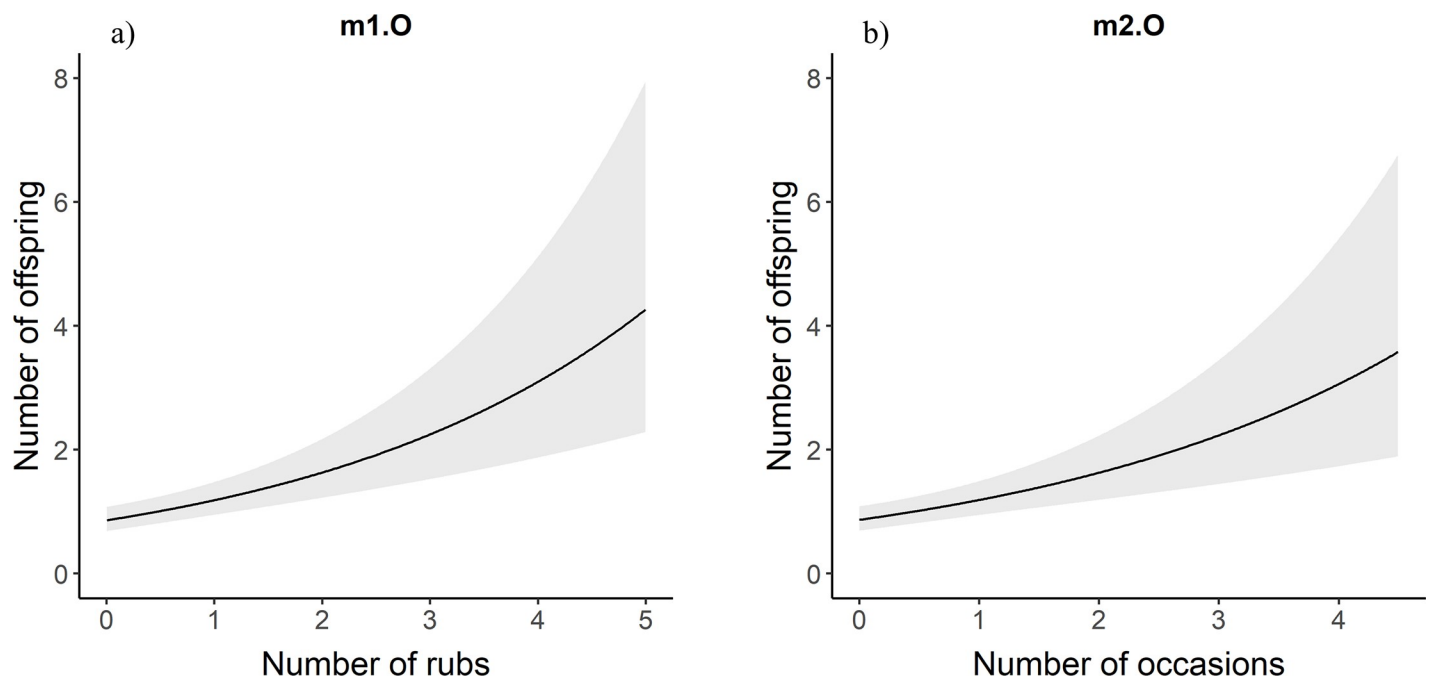 a) m1.O
8
6
4
2
0
Number of offspring
0 1 2 3 4 5
Number of rubs
b) m2.O
8
6
4
2
0
Number of offspring
0 1 2 3 4
Number of occasions